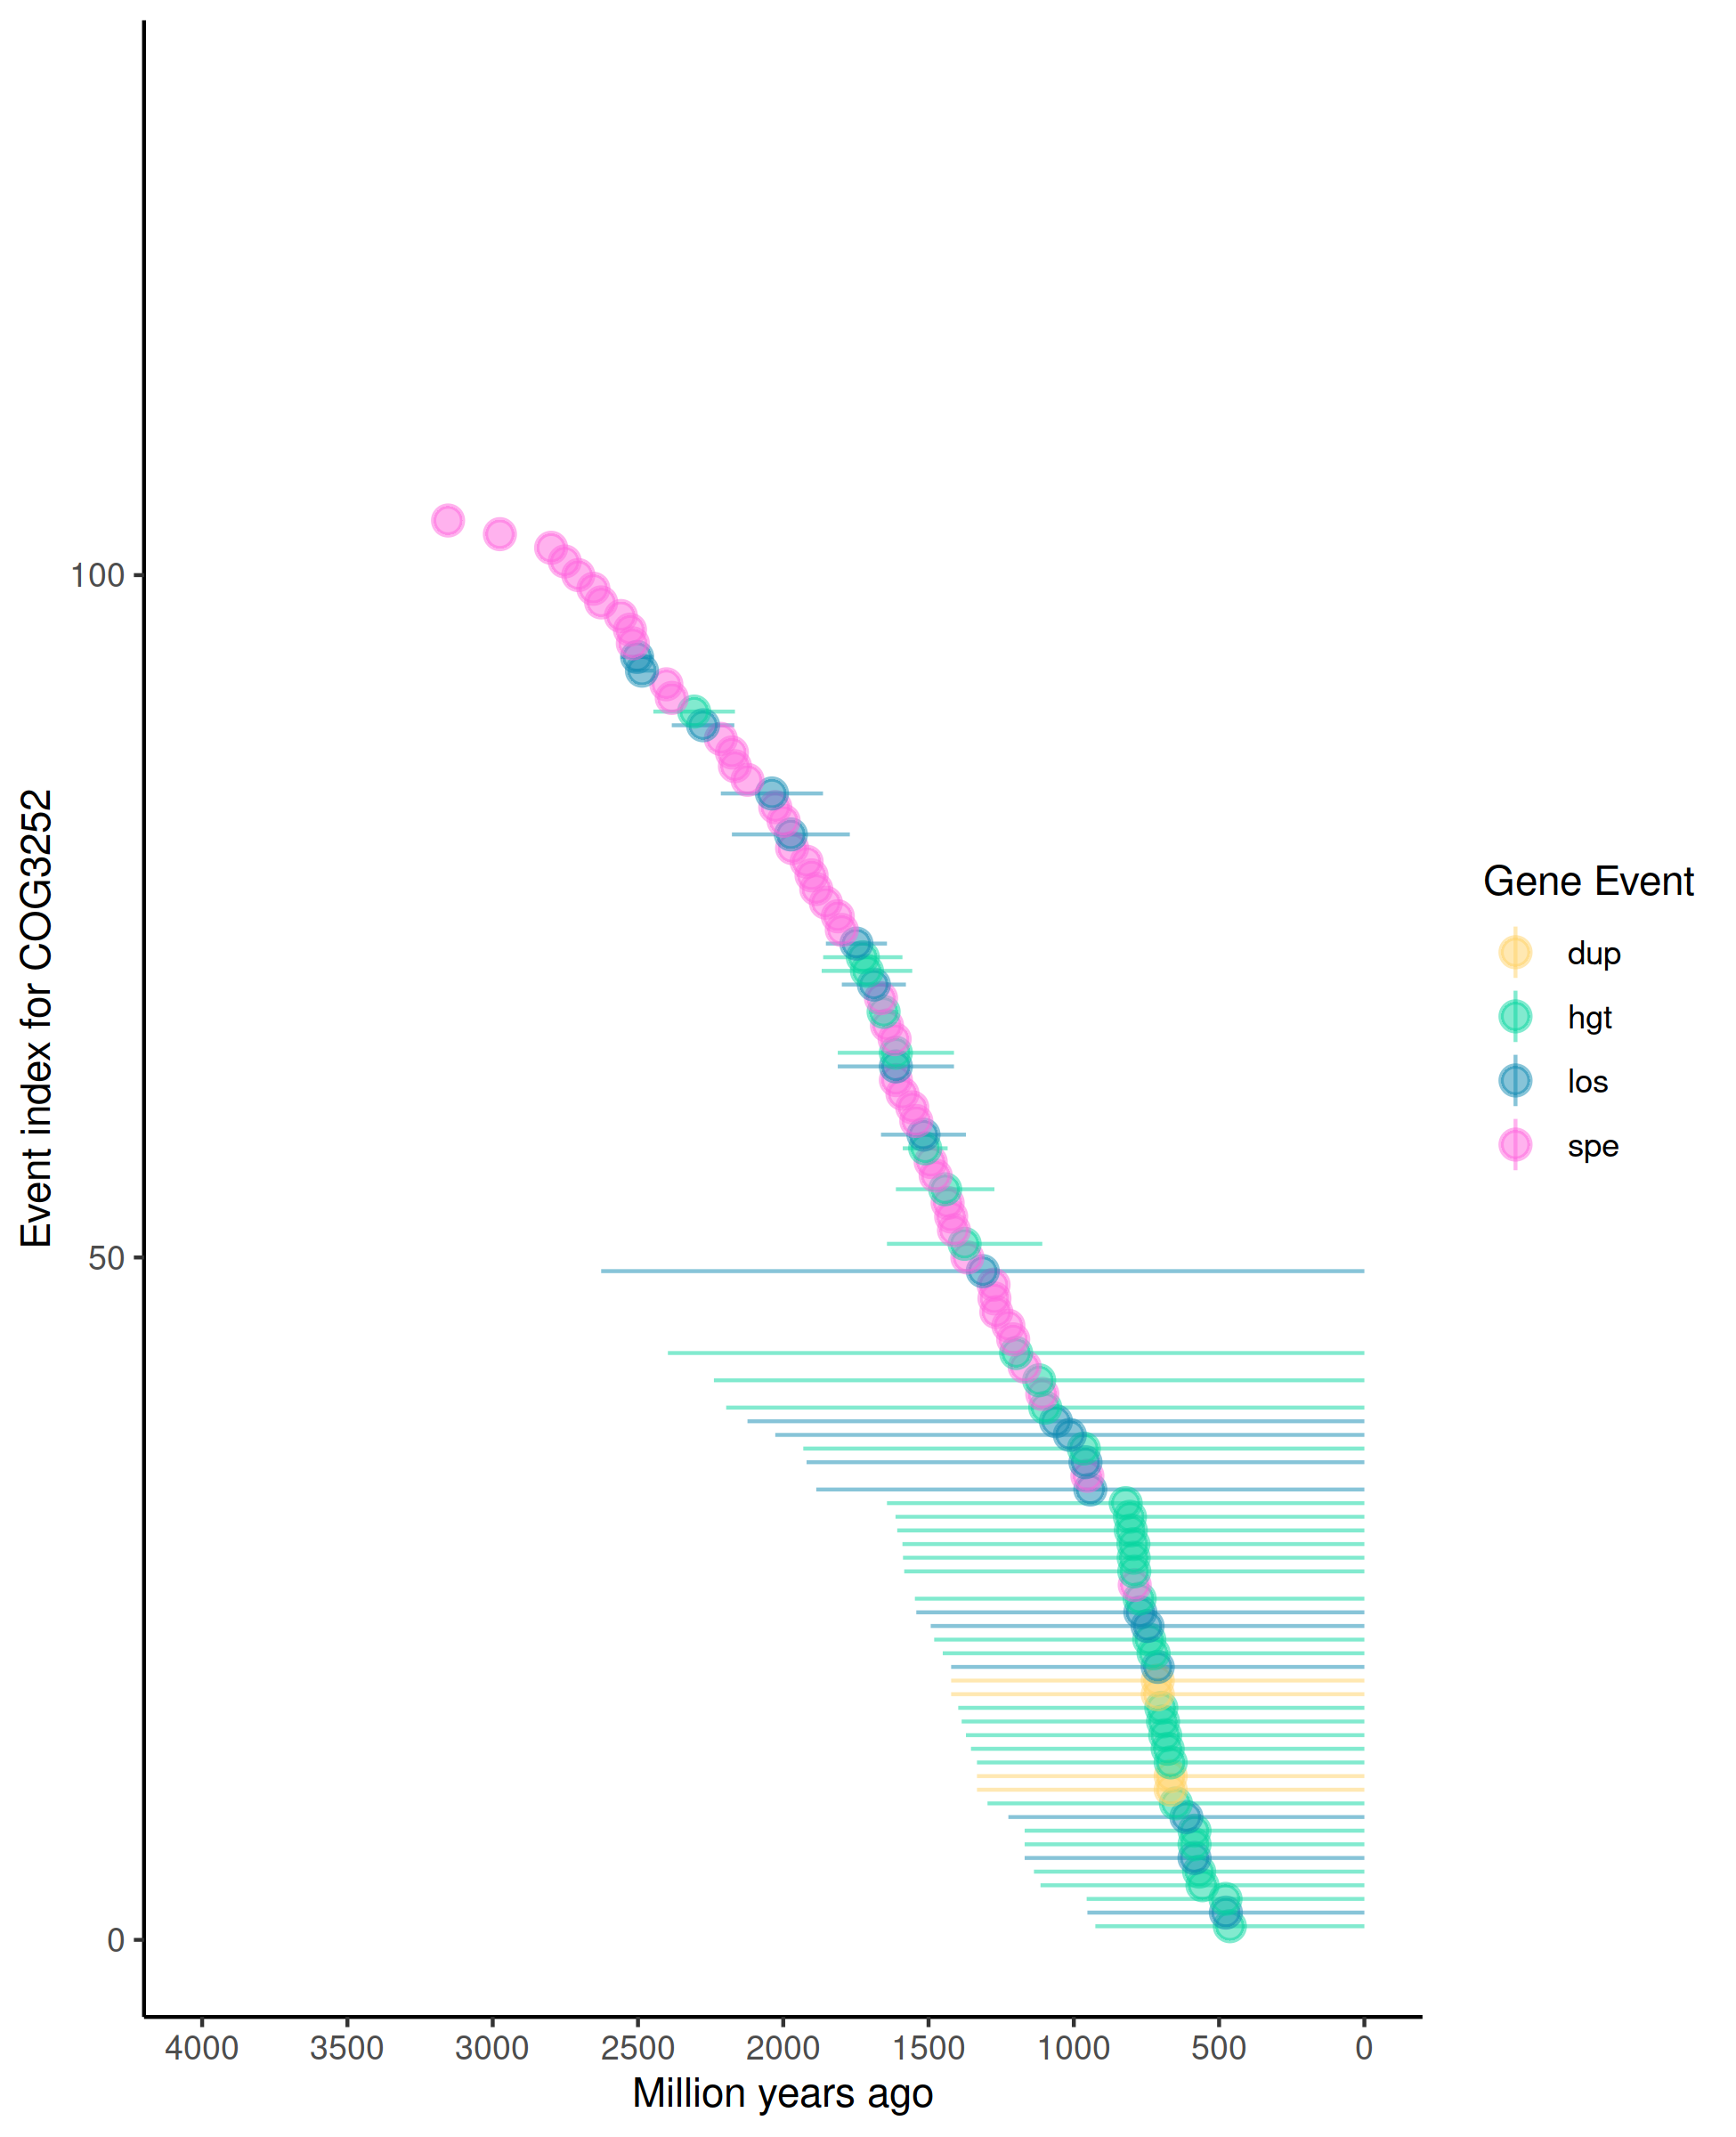 Event index for COG3252
100
50
0
4000 3500 3000 2500 2000 1500 1000 500 0
Million years ago
Gene Event
dup
hgt
los
spe